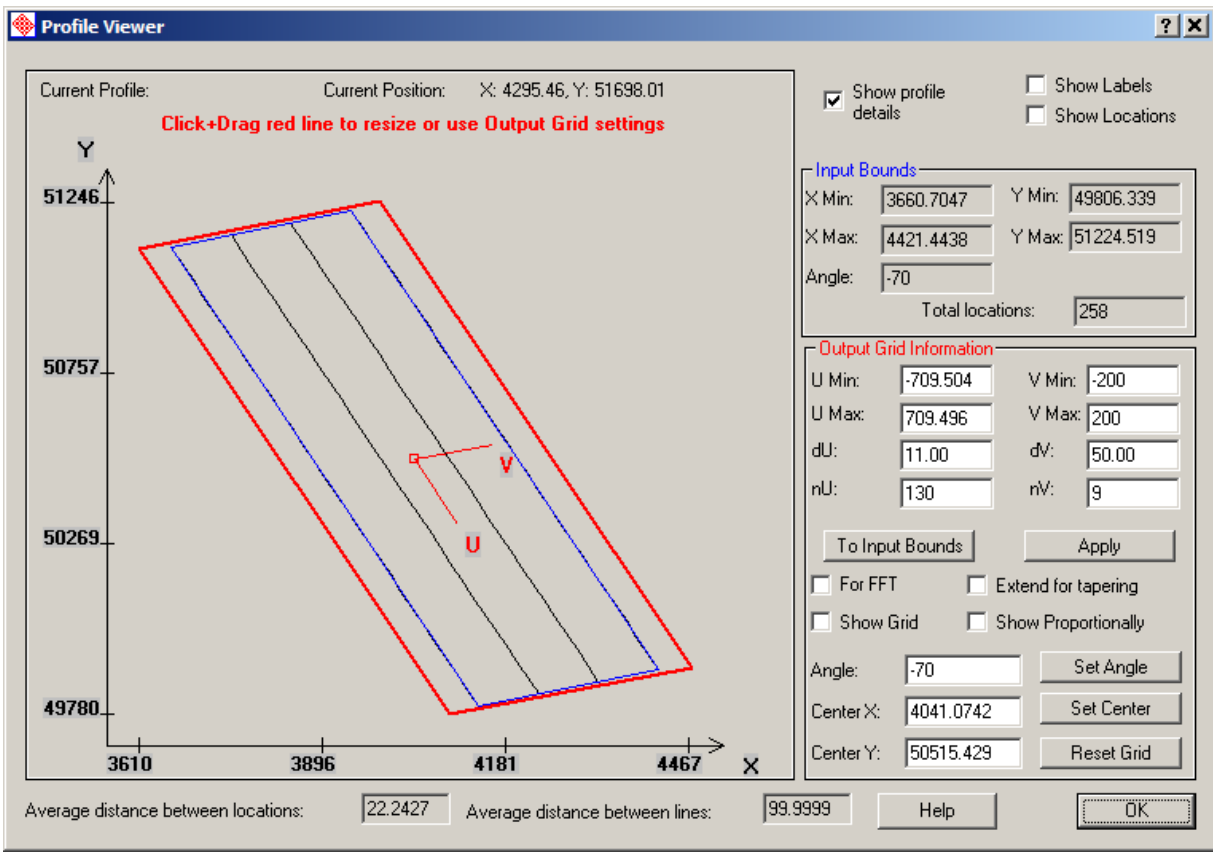 Profile Viewer
Current Profile: Current Position: X: 4295.46, Y: 51698.01
Click+Drag red line to resize or use Output Grid settings
Y
51246
50757
50269
49780
V
U
3610 3896 4181 4467 X
Show profile details
Show Labels
Show Locations
Input Bounds
X Min: 3660.7047 Y Min: 49806.339
X Max: 4421.4438 Y Max: 51224.519
Angle: -70
Total locations: 258
Output Grid Information
U Min: -709.504 V Min: -200
U Max: 709.496 V Max: 200
dU: 11.00 dV: 50.00
nU: 130 nV: 9
To Input Bounds Apply
For FFT Extend for tapering
Show Grid Show Proportionally
Angle: -70 Set Angle
Center X: 4041.0742 Set Center
Center Y: 50515.429 Reset Grid
Average distance between locations: 22.2427 Average distance between lines: 99.9999 Help OK